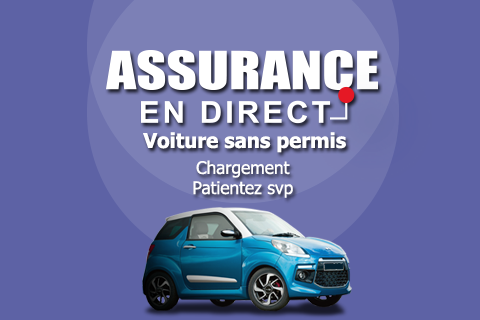 ASSURANCE
EN DIRECT
Voiture sans permis
Chargement
Patientez svp